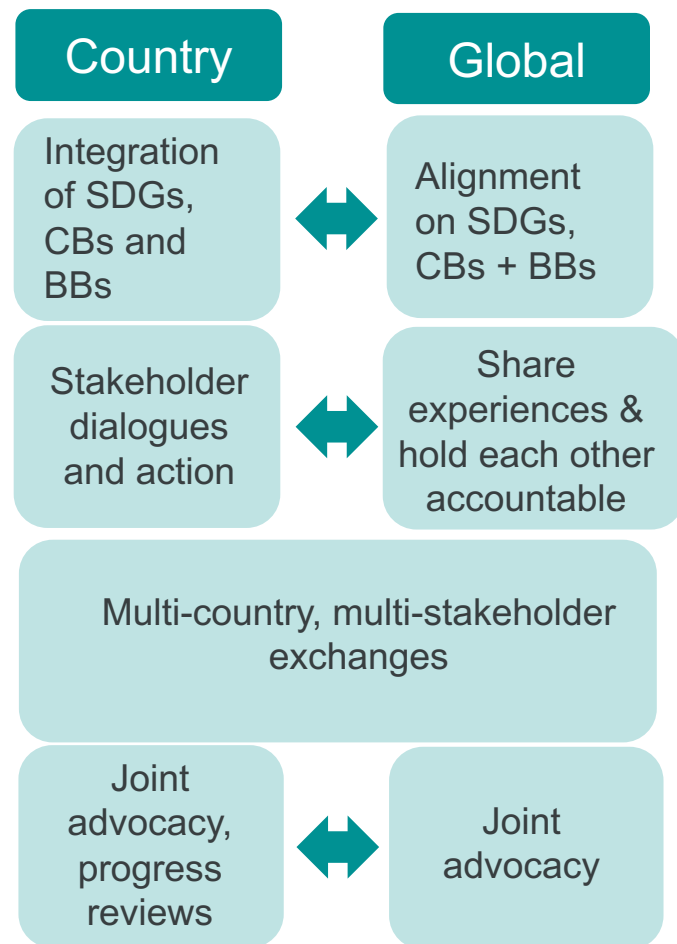 Country
Global
Integration
of SDGs,
CBs and
BBs
Alignment
on SDGs,
CBs + BBs
Stakeholder
dialogues
and action
Share
experiences &
hold each other
accountable
Multi-country, multi-stakeholder
exchanges
Joint
advocacy,
progress
reviews
Joint
advocacy